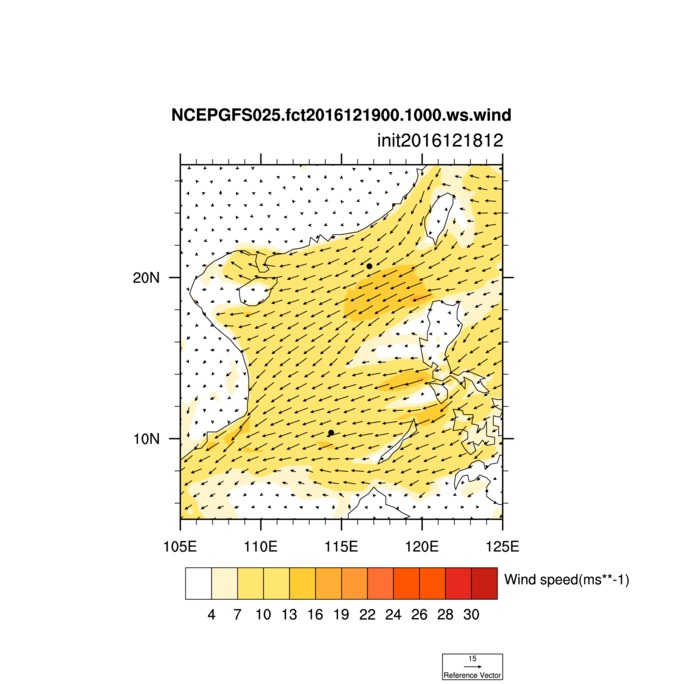 NCEPGFS025.fct2016121900.1000.ws.wind
init2016121812
20N
10N
105E 110E 115E 120E 125E
Wind speed(ms**-1)
4 7 10 13 16 19 22 24 26 28 30
15
Reference Vector